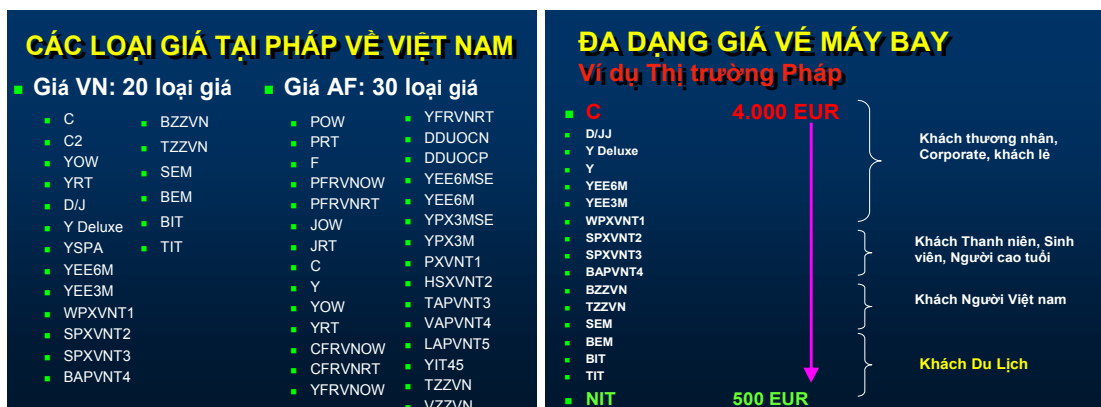 CÁC LOẠI GIÁ TẠI PHÁP VỀ VIỆT NAM
Giá VN: 20 loại giá
C
C2
YOW
YRT
D/J
Y Deluxe
YSPA
YEE6M
YEE3M
WPXVNT1
SPXVNT2
SPXVNT3
BAPVNT4
BZZVN
TZZVN
SEM
BEM
BIT
TIT
Giá AF: 30 loại giá
POW
PRT
F
PFRVNOW
PFRVNRT
JOW
JRT
C
Y
YOW
YRT
CFRVNOW
CFRVNRT
YFRVNOW
YFRVNRT
DDUOCN
DDUOCP
YEE6MSE
YEE6M
YPX3MSE
YPX3M
PXVNT1
HSXVNT2
TAPVNT3
VAPVNT4
LAPVNT5
YIT45
TZZVN
VZZVN
ĐA DẠNG GIÁ VÉ MÁY BAY
Ví dụ Thị trường Pháp
C 4.000 EUR
D/JJ
Y Deluxe
Y
YEE6M
YEE3M
WPXVNT1
Khách thương nhân,
Corporate, khách lẻ
SPXVNT2
SPXVNT3
BAPVNT4
Khách Thanh niên, Sinh
viên, Người cao tuổi
BZZVN
TZZVN
SEM
Khách Người Việt nam
BEM
BIT
TIT
Khách Du Lịch
NIT 500 EUR